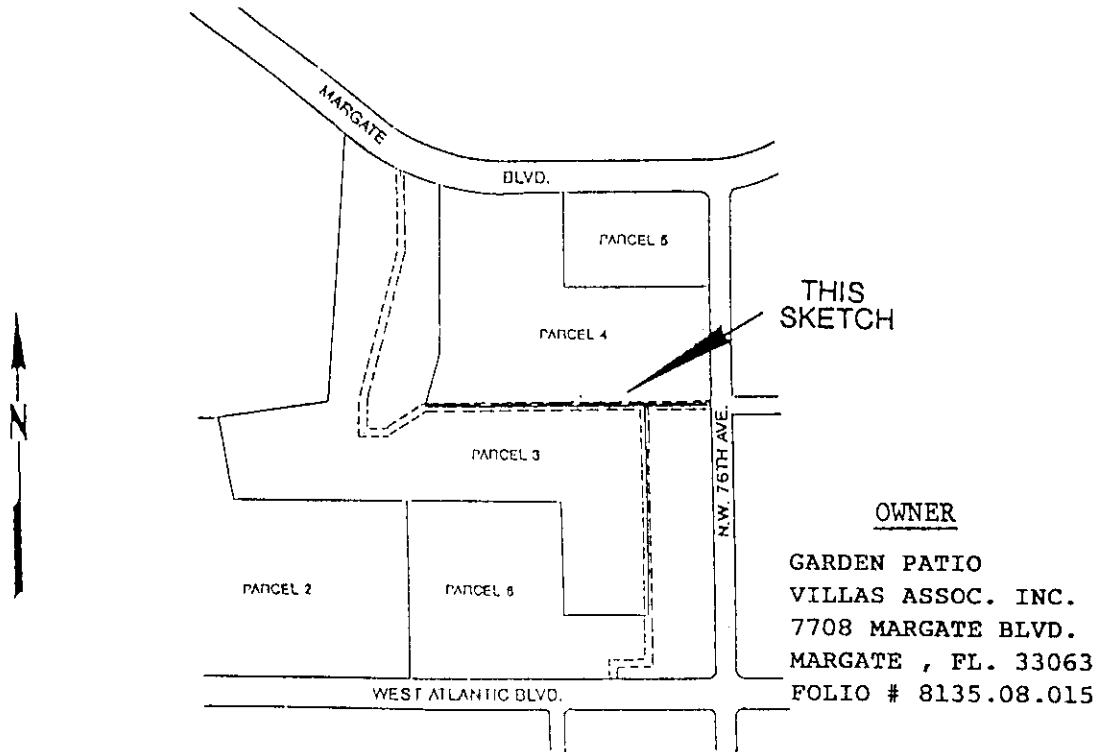 MARGATE
BLVD.
PARCEL 5
THIS
SKETCH
PARCEL 4
N
PARCEL 3
N.W. 76TH AVE.
OWNER
GARDEN PATIO
VILLAS ASSOC. INC.
7708 MARGATE BLVD.
MARGATE , FL. 33063
FOLIO # 8135.08.015
PARCEL 2
PARCEL 6
WEST ATLANTIC BLVD.